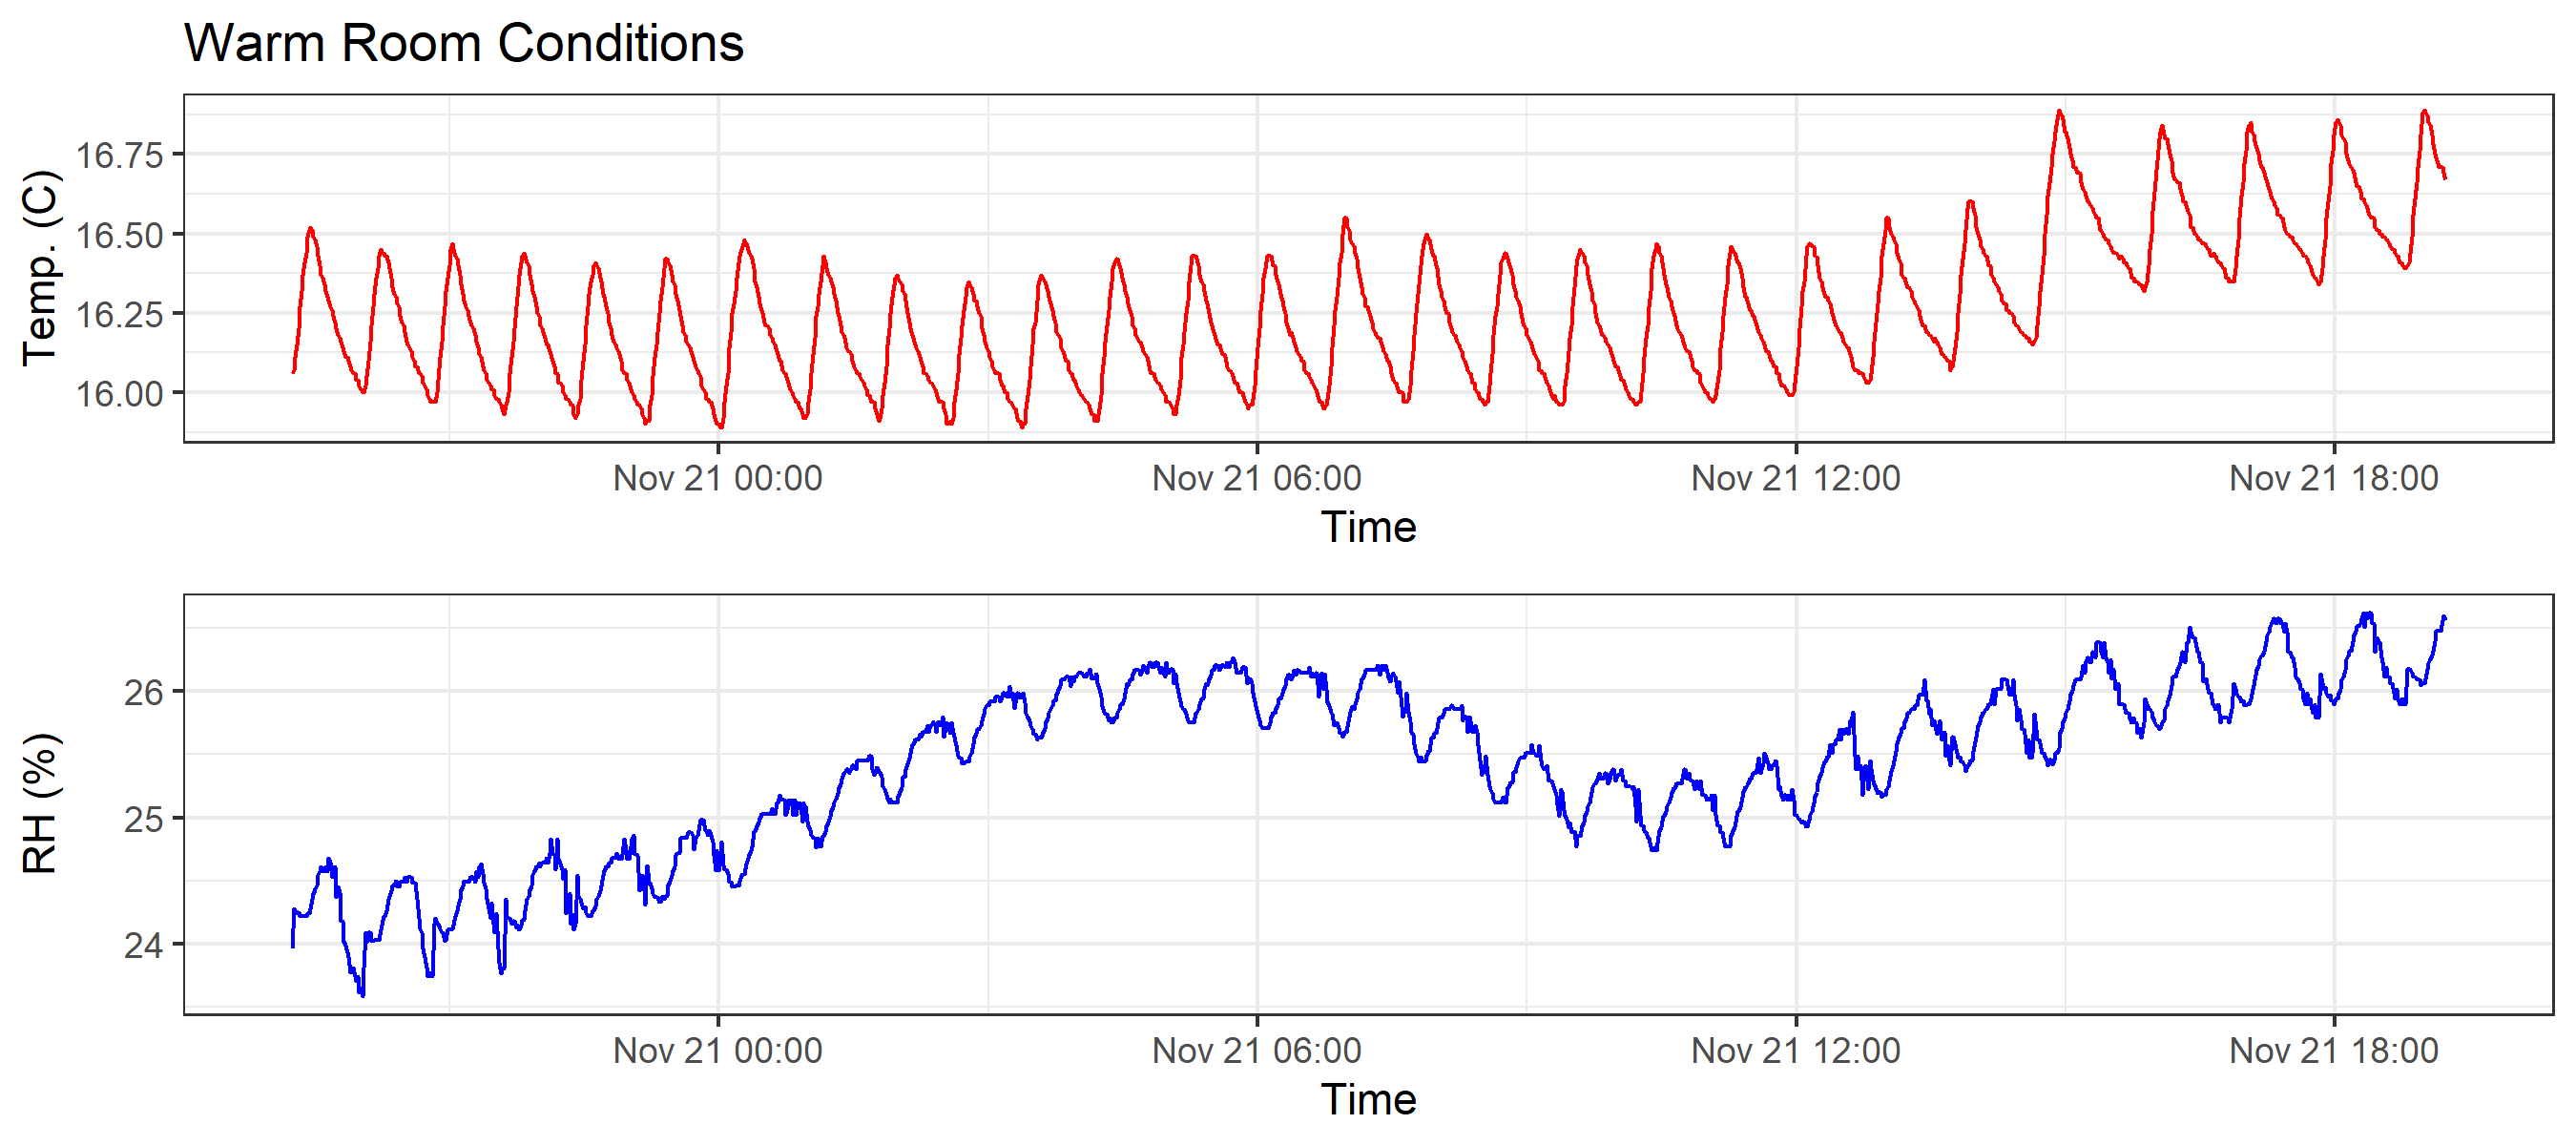 Warm Room Conditions
Temp. (C)
16.75
16.50
16.25
16.00
Nov 21 00:00 Nov 21 06:00 Nov 21 12:00 Nov 21 18:00
Time
RH (%)
26
25
24
Nov 21 00:00 Nov 21 06:00 Nov 21 12:00 Nov 21 18:00
Time